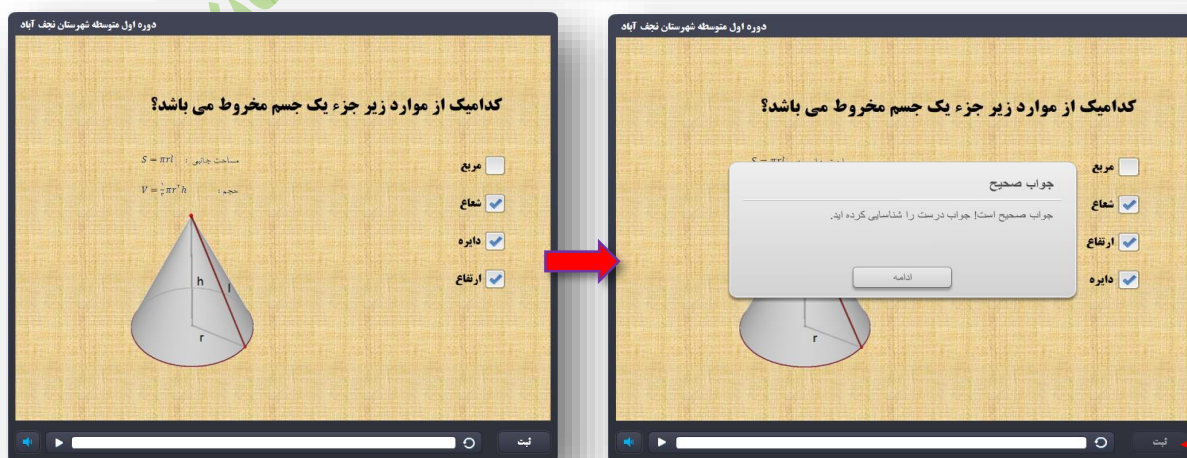 دوره اول متوسطه شهرستان نجف آباد
کدامیک از موارد زیر جزء یک جسم مخروط می باشد؟
مساحت جانبی : S = πrl
حجم : V = ⅓πr²h
مربع
شعاع
دایره
ارتفاع
h
l
r
ثبت
دوره اول متوسطه شهرستان نجف آباد
کدامیک از موارد زیر جزء یک جسم مخروط می باشد؟
مربع
شعاع
ارتفاع
دایره
جواب صحیح
جواب صحیح است! جواب درست را شناسایی کرده اید.
ادامه
r
ثبت